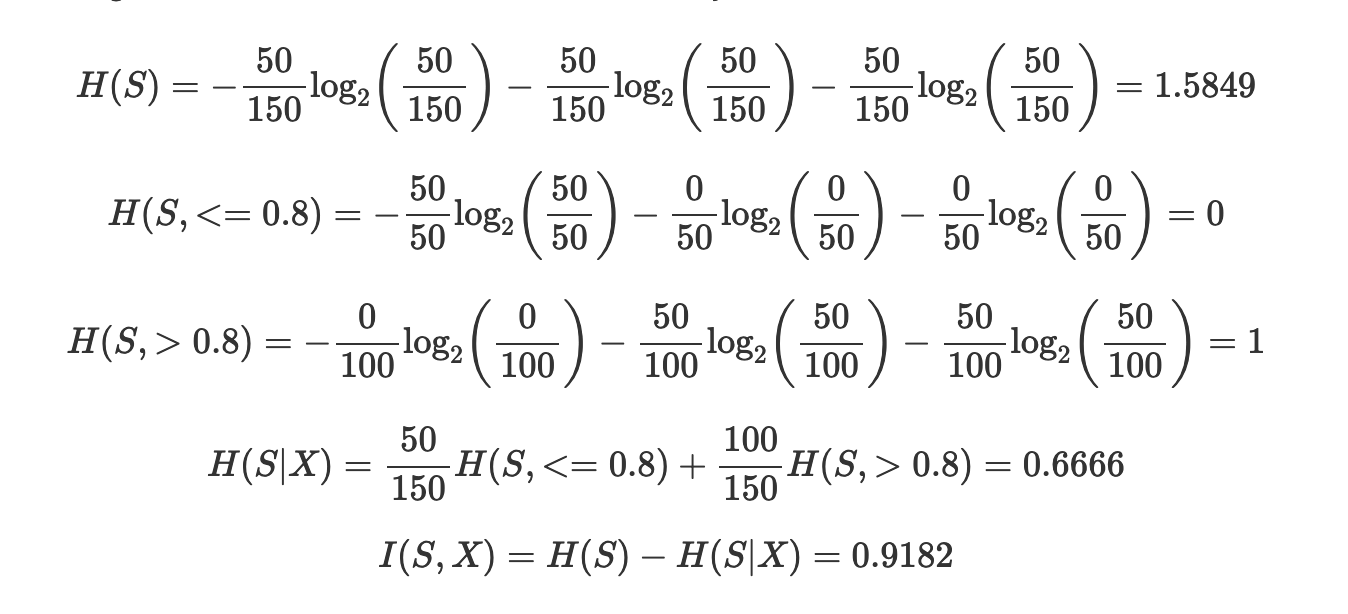 H(S) = −\frac{50}{150}\log_2\left(\frac{50}{150}\right) − \frac{50}{150}\log_2\left(\frac{50}{150}\right) − \frac{50}{150}\log_2\left(\frac{50}{150}\right) = 1.5849
H(S, <= 0.8) = −\frac{50}{50}\log_2\left(\frac{50}{50}\right) − \frac{0}{50}\log_2\left(\frac{0}{50}\right) − \frac{0}{50}\log_2\left(\frac{0}{50}\right) = 0
H(S, > 0.8) = −\frac{0}{100}\log_2\left(\frac{0}{100}\right) − \frac{50}{100}\log_2\left(\frac{50}{100}\right) − \frac{50}{100}\log_2\left(\frac{50}{100}\right) = 1
H(S|X) = \frac{50}{150}H(S, <= 0.8) + \frac{100}{150}H(S, > 0.8) = 0.6666
I(S, X) = H(S) − H(S|X) = 0.9182